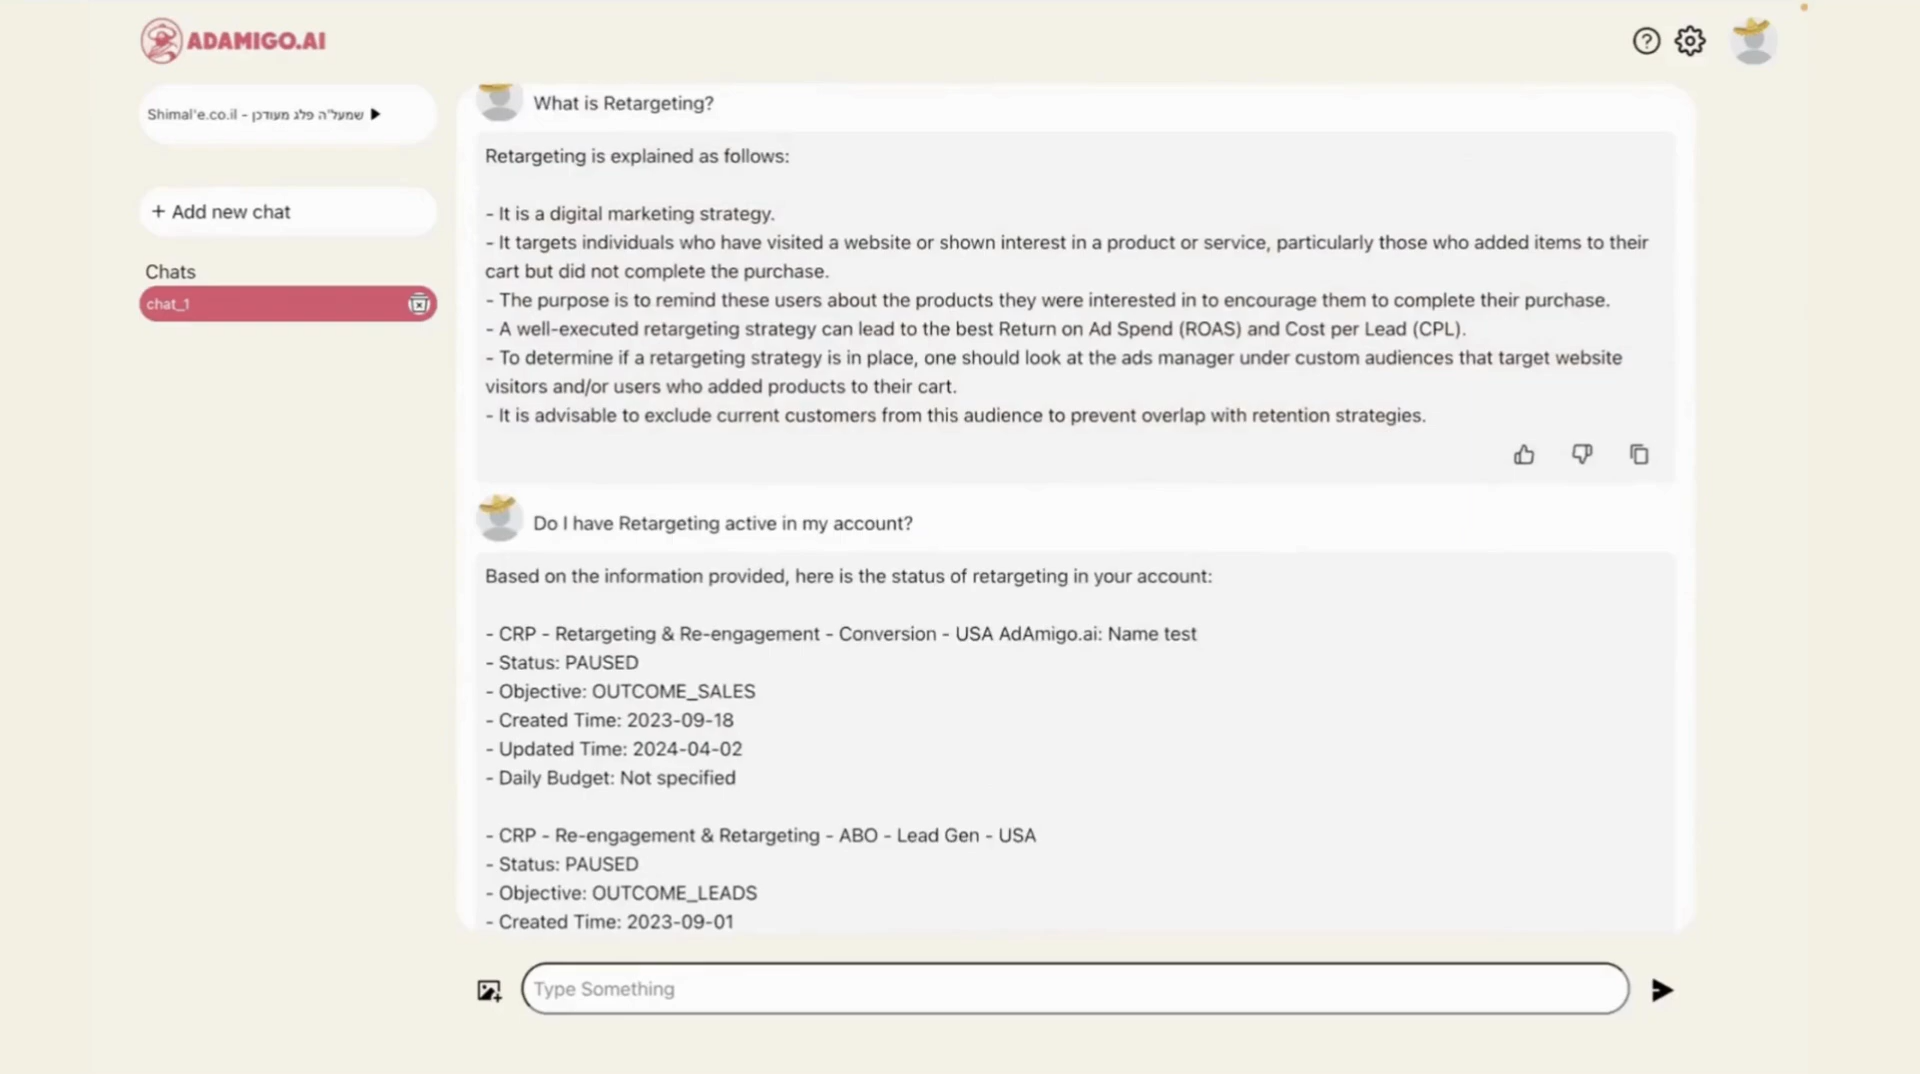 ADAMIGO.AI
Shimal'e.co.il - שמעל"ה פלג מעודכן
+ Add new chat
Chats
chat_1
What is Retargeting?
Retargeting is explained as follows:
- It is a digital marketing strategy.
- It targets individuals who have visited a website or shown interest in a product or service, particularly those who added items to their
cart but did not complete the purchase.
- The purpose is to remind these users about the products they were interested in to encourage them to complete their purchase.
- A well-executed retargeting strategy can lead to the best Return on Ad Spend (ROAS) and Cost per Lead (CPL).
- To determine if a retargeting strategy is in place, one should look at the ads manager under custom audiences that target website
visitors and/or users who added products to their cart.
- It is advisable to exclude current customers from this audience to prevent overlap with retention strategies.
Do I have Retargeting active in my account?
Based on the information provided, here is the status of retargeting in your account:
- CRP - Retargeting & Re-engagement - Conversion - USA AdAmigo.ai: Name test
- Status: PAUSED
- Objective: OUTCOME_SALES
- Created Time: 2023-09-18
- Updated Time: 2024-04-02
- Daily Budget: Not specified
- CRP - Re-engagement & Retargeting - ABO - Lead Gen - USA
- Status: PAUSED
- Objective: OUTCOME_LEADS
- Created Time: 2023-09-01
Type Something